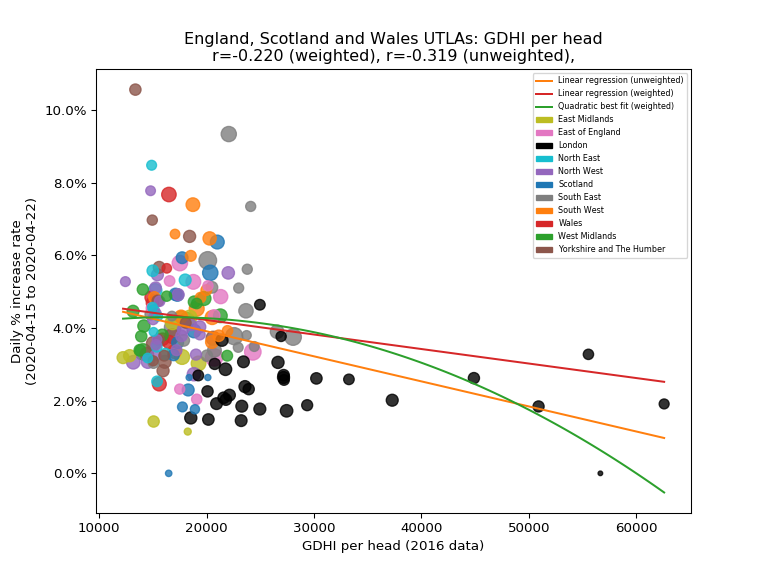 England, Scotland and Wales UTLAs: GDHI per head
r=-0.220 (weighted), r=-0.319 (unweighted),
Daily % increase rate
(2020-04-15 to 2020-04-22)
10.0%
8.0%
6.0%
4.0%
2.0%
0.0%
Linear regression (unweighted)
Linear regression (weighted)
Quadratic best fit (weighted)
East Midlands
East of England
London
North East
North West
Scotland
South East
South West
Wales
West Midlands
Yorkshire and The Humber
10000 20000 30000 40000 50000 60000
GDHI per head (2016 data)